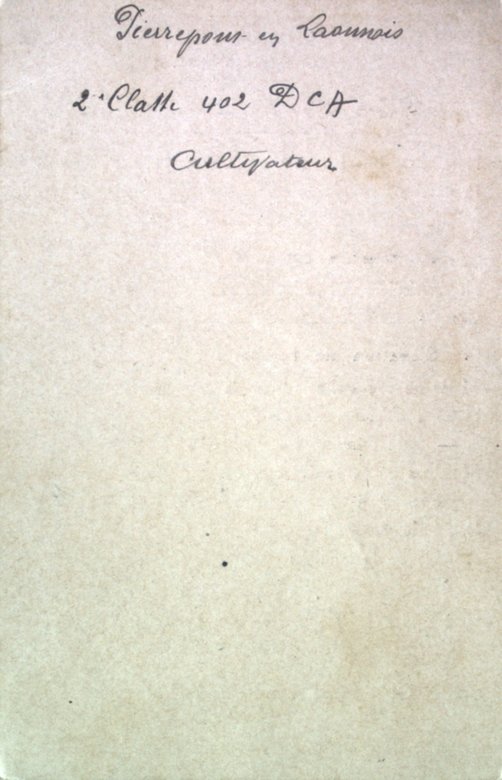 Pierrepont en Laonnois
2e Classe 402 DCA
Cultivateur